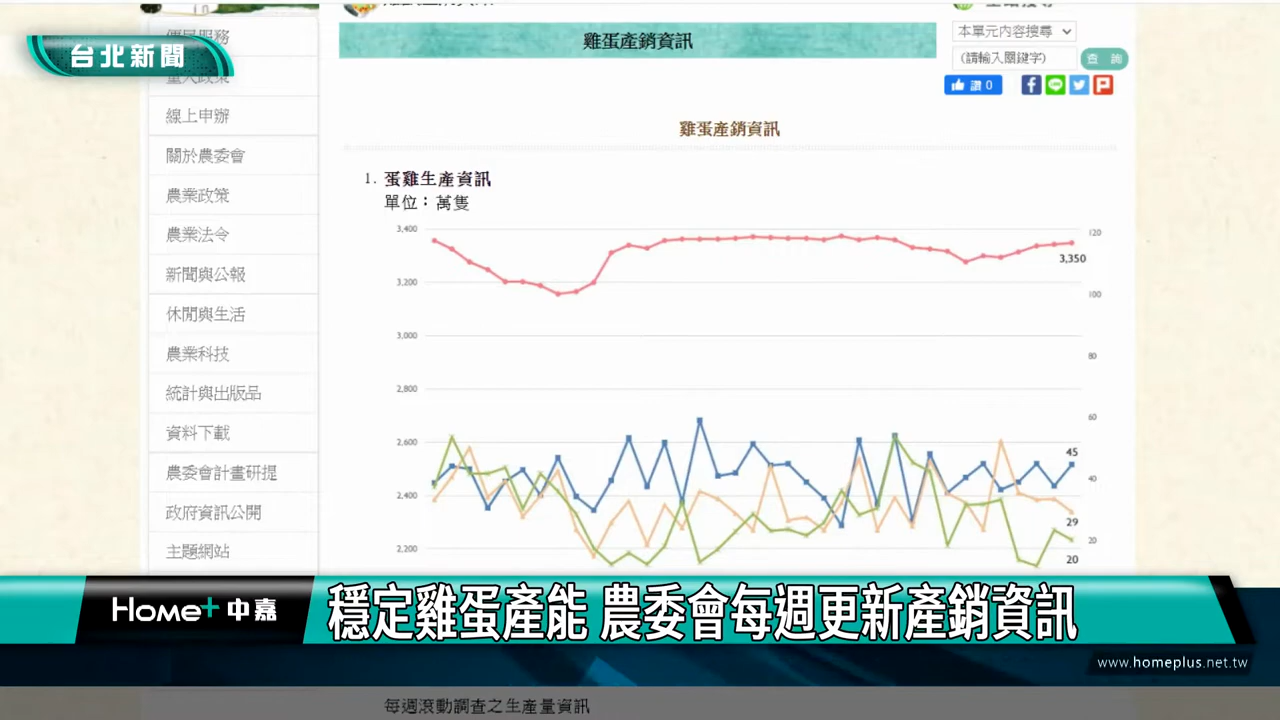 台北新聞
線上申辦
關於農委會
農業政策
農業法令
新聞與公報
休閒與生活
農業科技
統計與出版品
資料下載
農委會計畫研提
政府資訊公開
主題網站
雞蛋產銷資訊
本單元內容搜尋
(請輸入關鍵字)
查 詢
讚 0
雞蛋產銷資訊
1. 蛋雞生產資訊
單位：萬隻
3,400
3,200
3,000
2,800
2,600
2,400
2,200
120
100
80
60
40
20
3,350
45
29
20
Home+ 中嘉
穩定雞蛋產能 農委會每週更新產銷資訊
www.homeplus.net.tw
每週滾動調查之生產量資訊